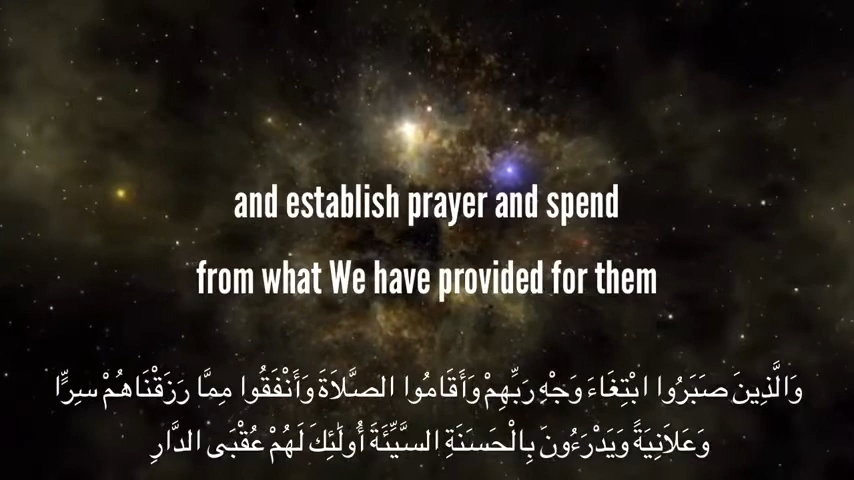 and establish prayer and spend
from what We have provided for them
وَالَّذِينَ صَبَرُوا ابْتِغَاءَ وَجْهِ رَبِّهِمْ وَأَقَامُوا الصَّلَاةَ وَأَنْفَقُوا مِمَّا رَزَقْنَاهُمْ سِرًّا
وَعَلَانِيَةً وَيَدْرَءُونَ بِالْحَسَنَةِ السَّيِّئَةَ أُولَٰئِكَ لَهُمْ عُقْبَى الدَّارِ